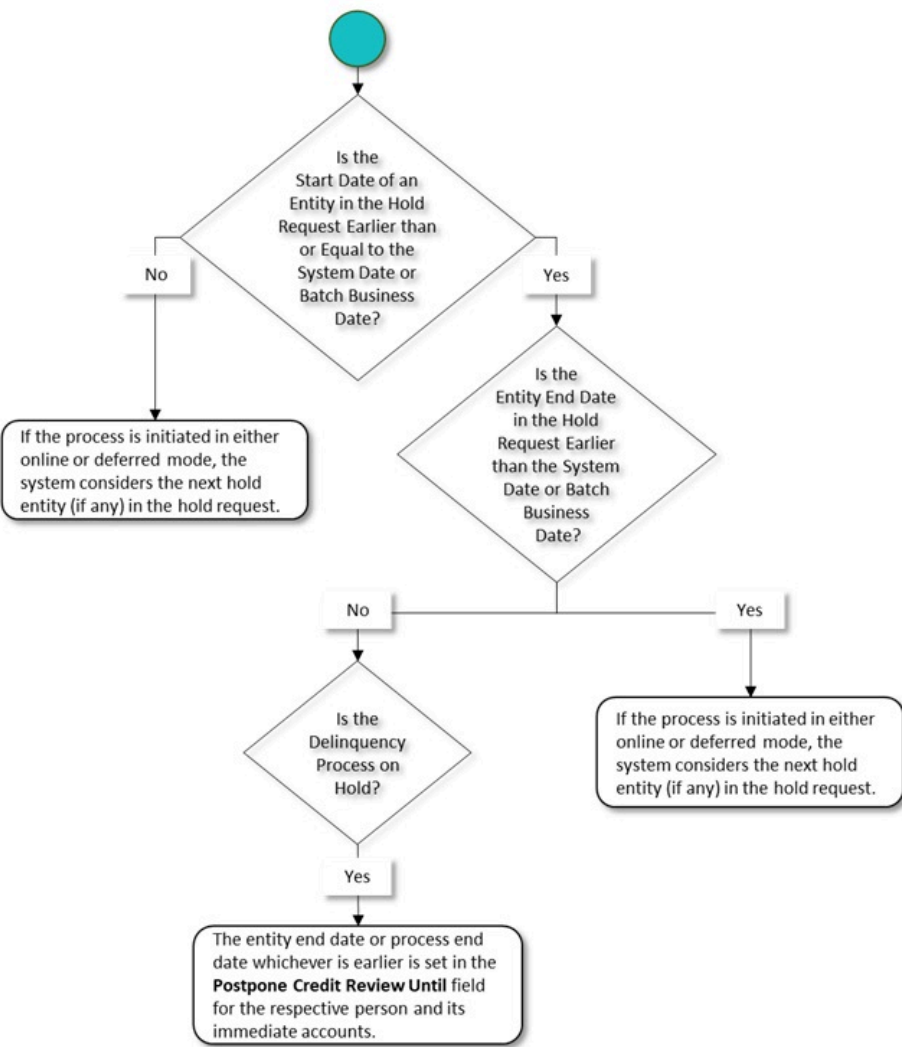 Is the
Start Date of an
Entity in the Hold
Request Earlier than
or Equal to the
System Date or
Batch Business
Date?
No
Yes
If the process is initiated in either
online or deferred mode, the
system considers the next hold
entity (if any) in the hold request.
Is the
Entity End Date
in the Hold
Request Earlier
than the System
Date or Batch
Business
Date?
No
Yes
Is the
Delinquency
Process on
Hold?
If the process is initiated in either
online or deferred mode, the
system considers the next hold
entity (if any) in the hold request.
Yes
The entity end date or process end
date whichever is earlier is set in the
Postpone Credit Review Until field
for the respective person and its
immediate accounts.